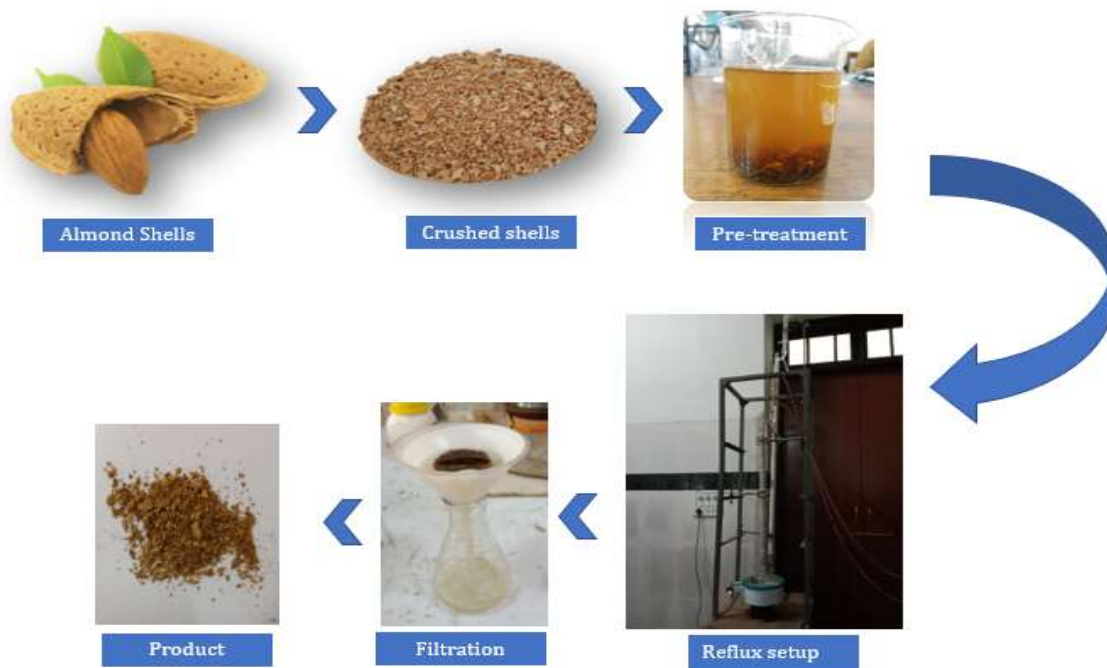 Almond Shells
Crushed shells
Pre-treatment
Reflux setup
Filtration
Product